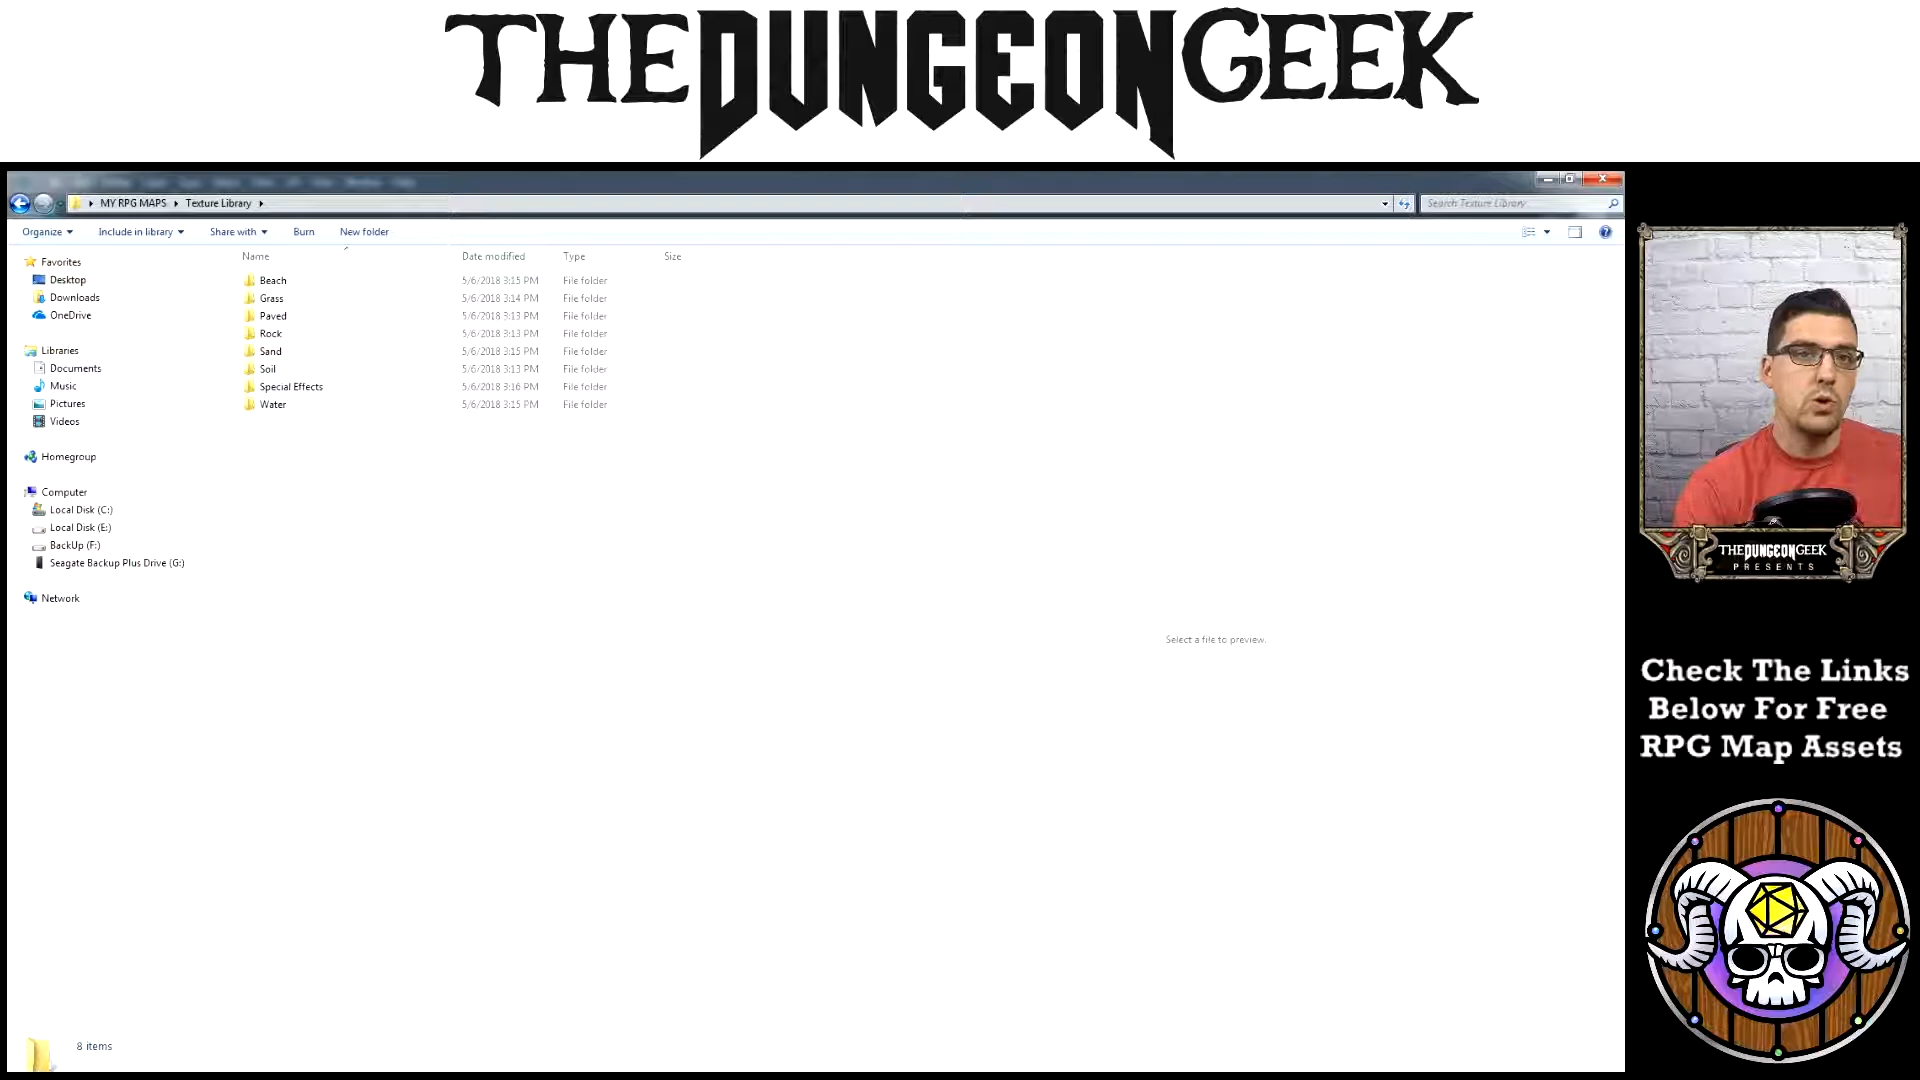 THEDUNGEONGEEK
MY RPG MAPS Texture Library
Search Texture Library
Organize Include in library Share with Burn New folder
Name Date modified Type Size
Favorites
Desktop
Downloads
OneDrive
Libraries
Documents
Music
Pictures
Videos
Homegroup
Computer
Local Disk (C:)
Local Disk (E:)
BackUp (F:)
Seagate Backup Plus Drive (G:)
Network
Beach 5/6/2018 3:15 PM File folder
Grass 5/6/2018 3:14 PM File folder
Paved 5/6/2018 3:13 PM File folder
Rock 5/6/2018 3:13 PM File folder
Sand 5/6/2018 3:15 PM File folder
Soil 5/6/2018 3:13 PM File folder
Special Effects 5/6/2018 3:16 PM File folder
Water 5/6/2018 3:15 PM File folder
Select a file to preview.
8 items
THEDUNGEONGEEK
PRESENTS
Check The Links
Below For Free
RPG Map Assets